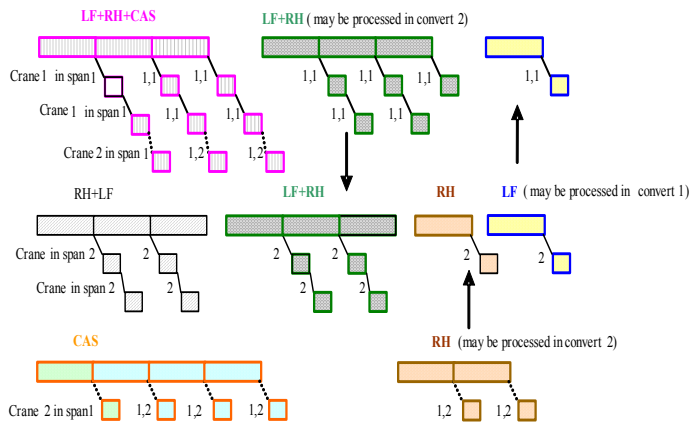 LF+RH+CAS
LF+RH ( may be processed in convert 2)
Crane 1 in span 1 1,1 1,1 1,1 1,1 1,1
Crane 1 in span 1 1,1 1,1 1,1 1,1
Crane 2 in span 1 1,2 1,2
RH+LF LF+RH RH LF ( may be processed in convert 1)
Crane in span 2 2 2 2 2 2
Crane in span 2 2 2 2
CAS RH (may be processed in convert 2)
Crane 2 in span1 1,2 1,2 1,2 1,2 1,2